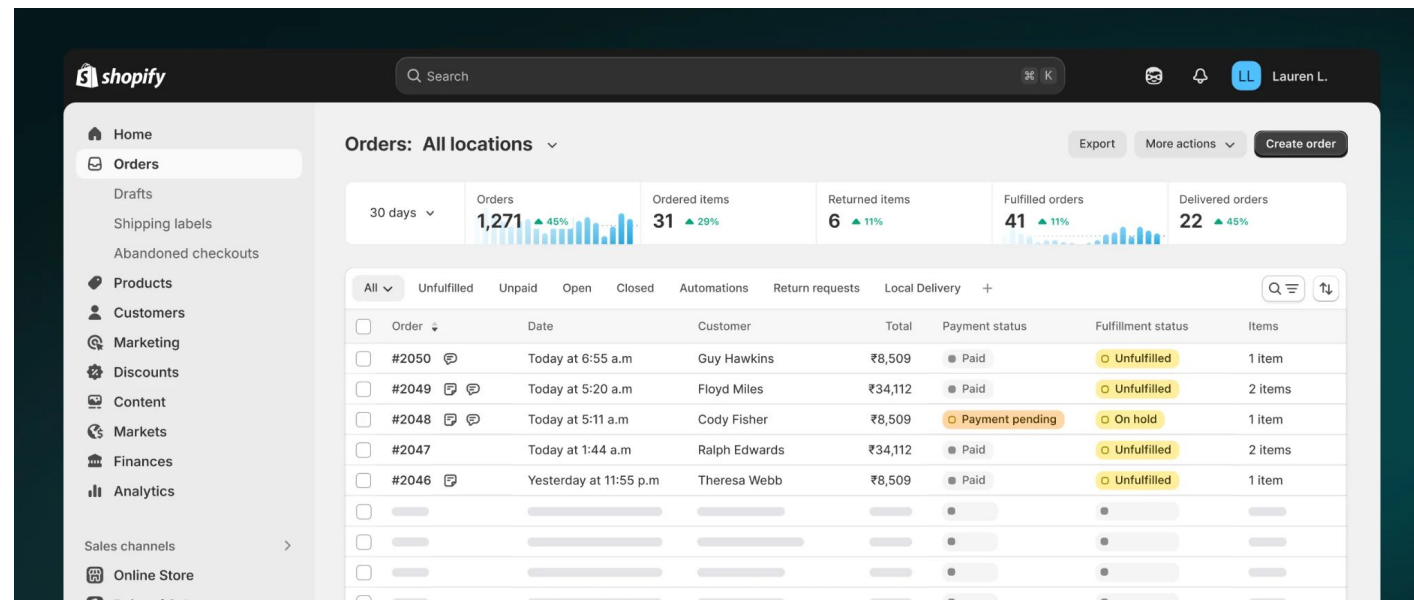 shopify
Search
⌘ K
LL
Lauren L.
Home
Orders
Drafts
Shipping labels
Abandoned checkouts
Products
Customers
Marketing
Discounts
Content
Markets
Finances
Analytics
Sales channels
Online Store
Orders: All locations
Export
More actions
Create order
30 days
Orders
1,271 45%
Ordered items
31 29%
Returned items
6 11%
Fulfilled orders
41 11%
Delivered orders
22 45%
All Unfulfilled Unpaid Open Closed Automations Return requests Local Delivery +
Order Date Customer Total Payment status Fulfillment status Items
#2050 Today at 6:55 a.m Guy Hawkins ₹8,509 Paid Unfulfilled 1 item
#2049 Today at 5:20 a.m Floyd Miles ₹34,112 Paid Unfulfilled 2 items
#2048 Today at 5:11 a.m Cody Fisher ₹8,509 Payment pending On hold 1 item
#2047 Today at 1:44 a.m Ralph Edwards ₹34,112 Paid Unfulfilled 2 items
#2046 Yesterday at 11:55 p.m Theresa Webb ₹8,509 Paid Unfulfilled 1 item